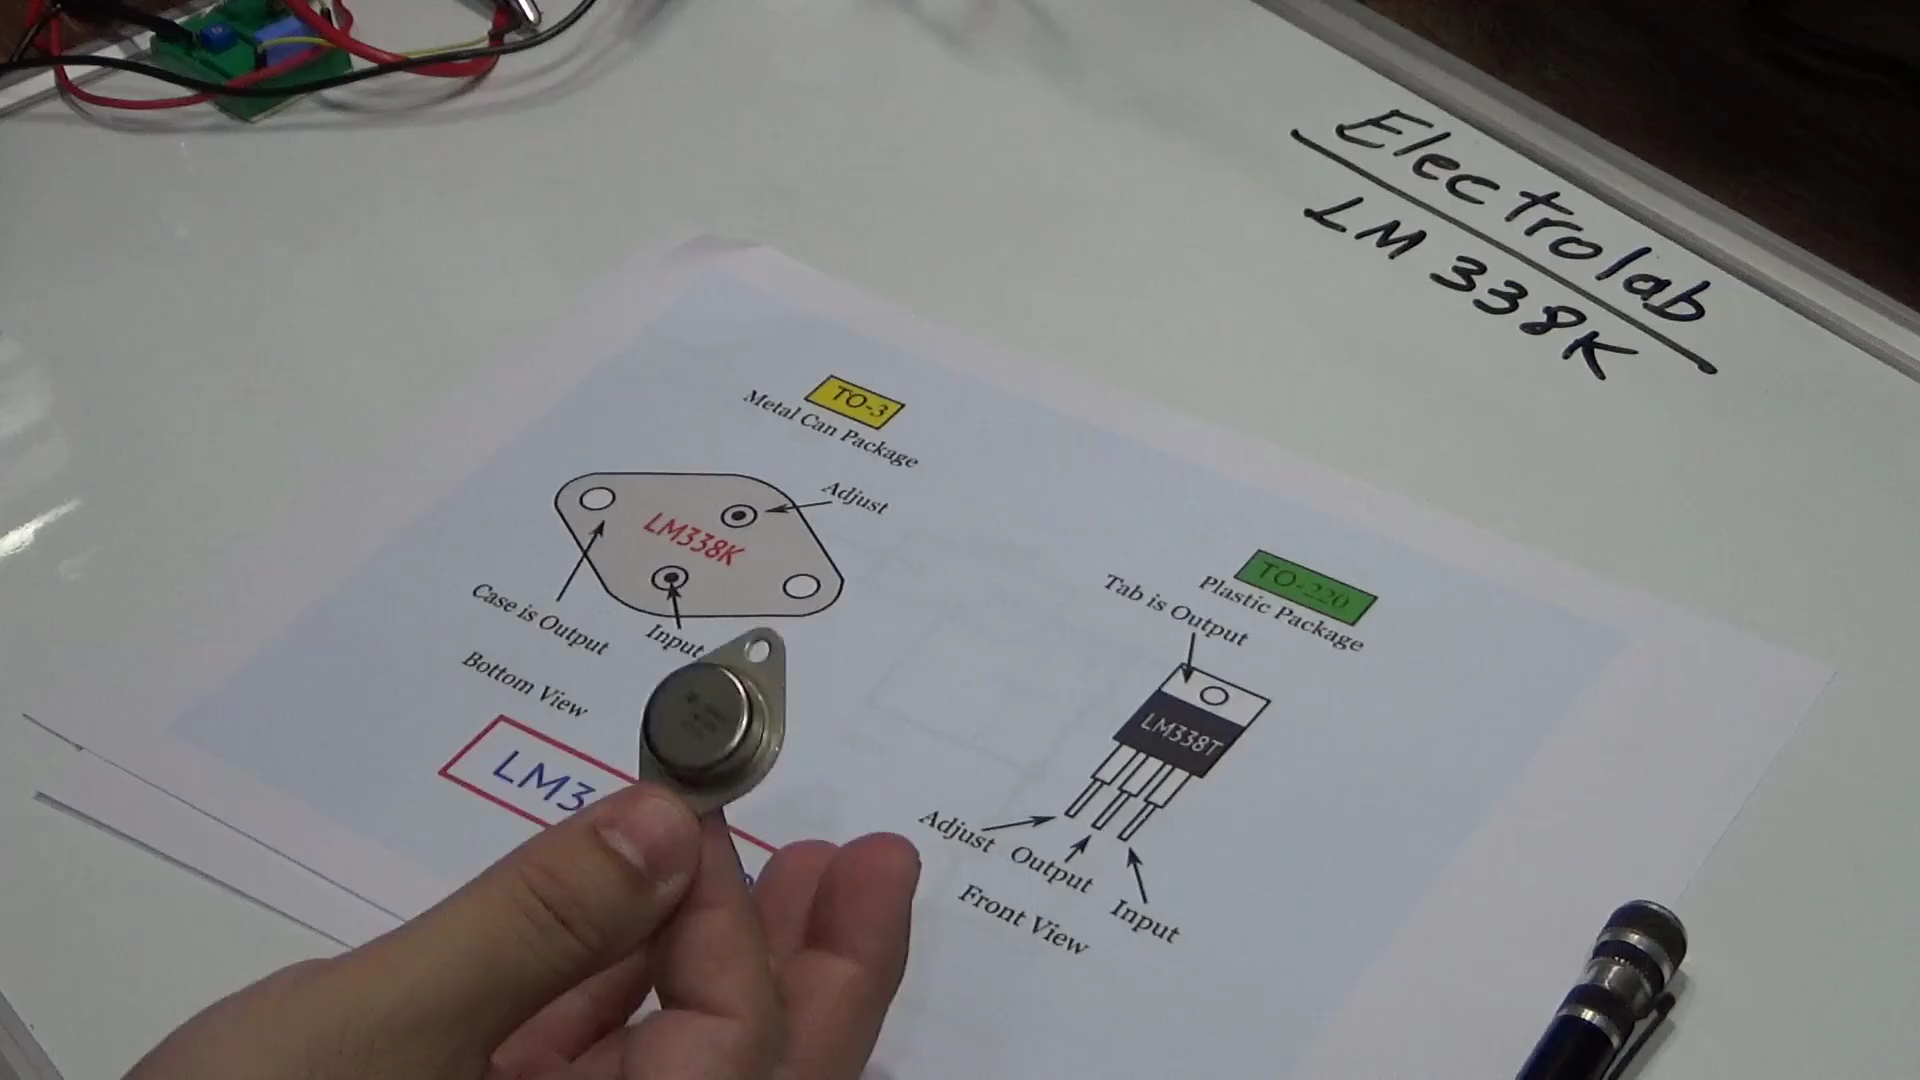 Electrolab
LM 338K
TO-3
Metal Can Package
Adjust
LM338K
Case is Output
Input
Bottom View
LM3
TO-220
Plastic Package
Tab is Output
LM338T
Adjust
Output
Input
Front View